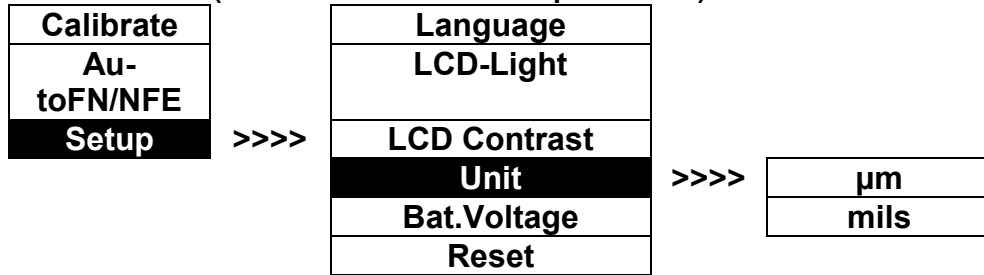 Calibrate
Au-
toFN/NFE
Setup
>>>>
Language
LCD-Light
LCD Contrast
Unit
Bat.Voltage
Reset
>>>>
µm
mils